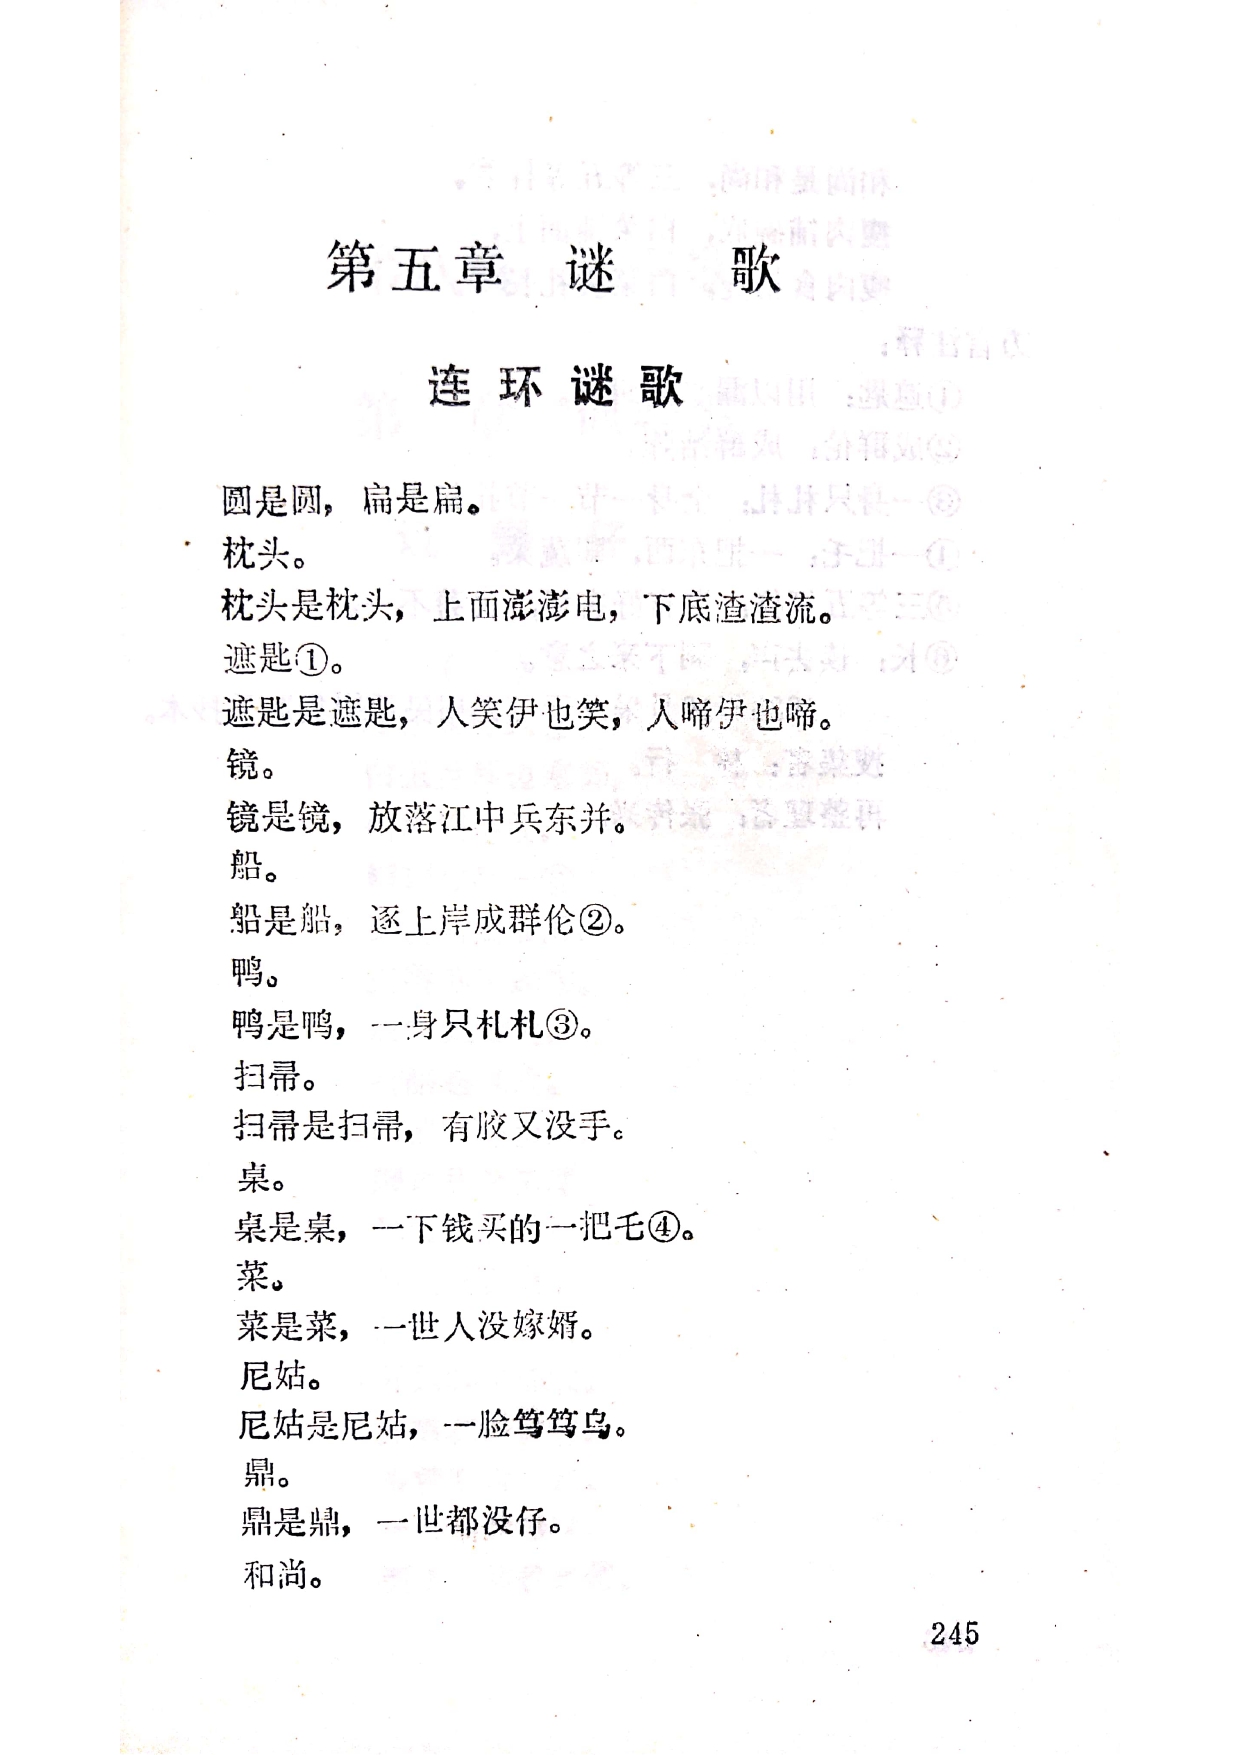 第五章 谜 歌
连环谜歌
圆是圆，扁是扁。
枕头。
枕头是枕头，上面澎澎电，下底渣渣流。
遮匙①。
遮匙是遮匙，人笑伊也笑，人啼伊也啼。
镜。
镜是镜，放落江中兵东并。
船。
船是船，逐上岸成群伦②。
鸭。
鸭是鸭，一身只札札③。
扫帚。
扫帚是扫帚，有胶又没手。
桌。
桌是桌，一下钱买的一把毛④。
菜。
菜是菜，一世人没嫁婿。
尼姑。
尼姑是尼姑，一脸笃笃乌。
鼎。
鼎是鼎，一世都没仔。
和尚。
245